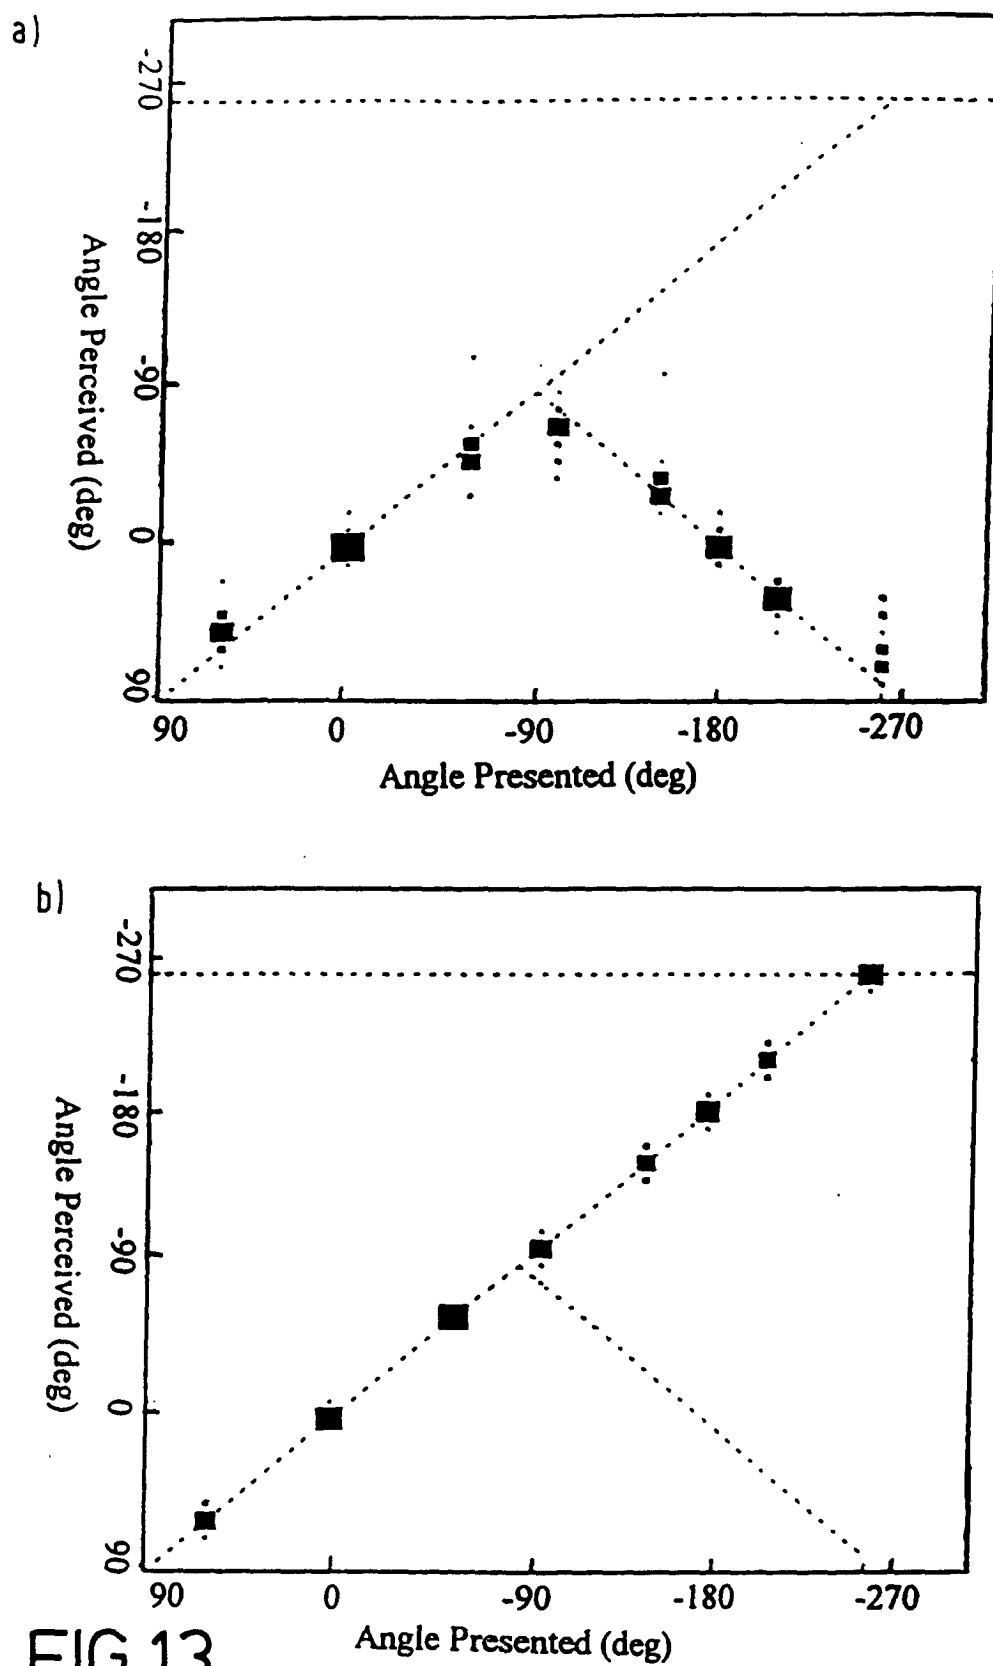 a)
-270
-180
-90
0
90
Angle Perceived (deg)
90 0 -90 -180 -270
Angle Presented (deg)
b)
-270
-180
-90
0
90
Angle Perceived (deg)
90 0 -90 -180 -270
Angle Presented (deg)
FIG.13